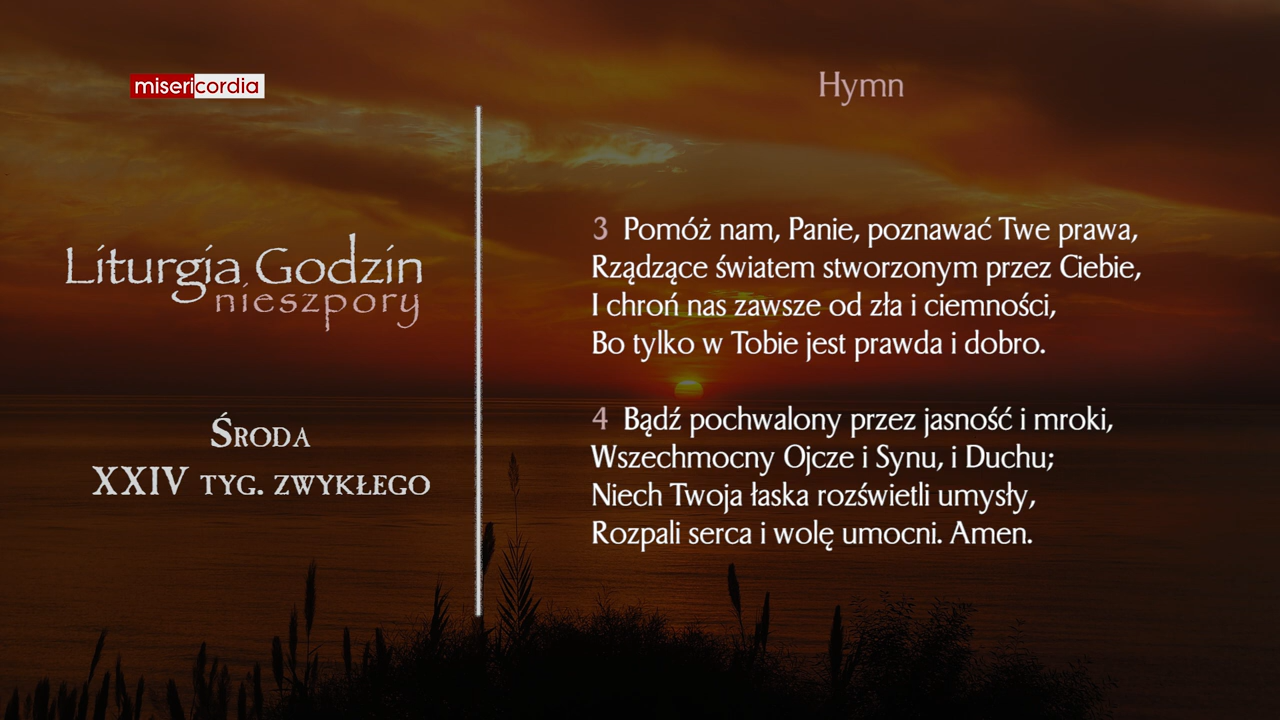 misericordia
Liturgia Godzin
nieszpory
Środa
XXIV tyg. zwykłego
Hymn
3 Pomóż nam, Panie, poznawać Twe prawa,
Rządzące światem stworzonym przez Ciebie,
I chroń nas zawsze od zła i ciemności,
Bo tylko w Tobie jest prawda i dobro.
4 Bądź pochwalony przez jasność i mroki,
Wszechmocny Ojcze i Synu, i Duchu;
Niech Twoja łaska rozświetli umysły,
Rozpali serca i wolę umocni. Amen.